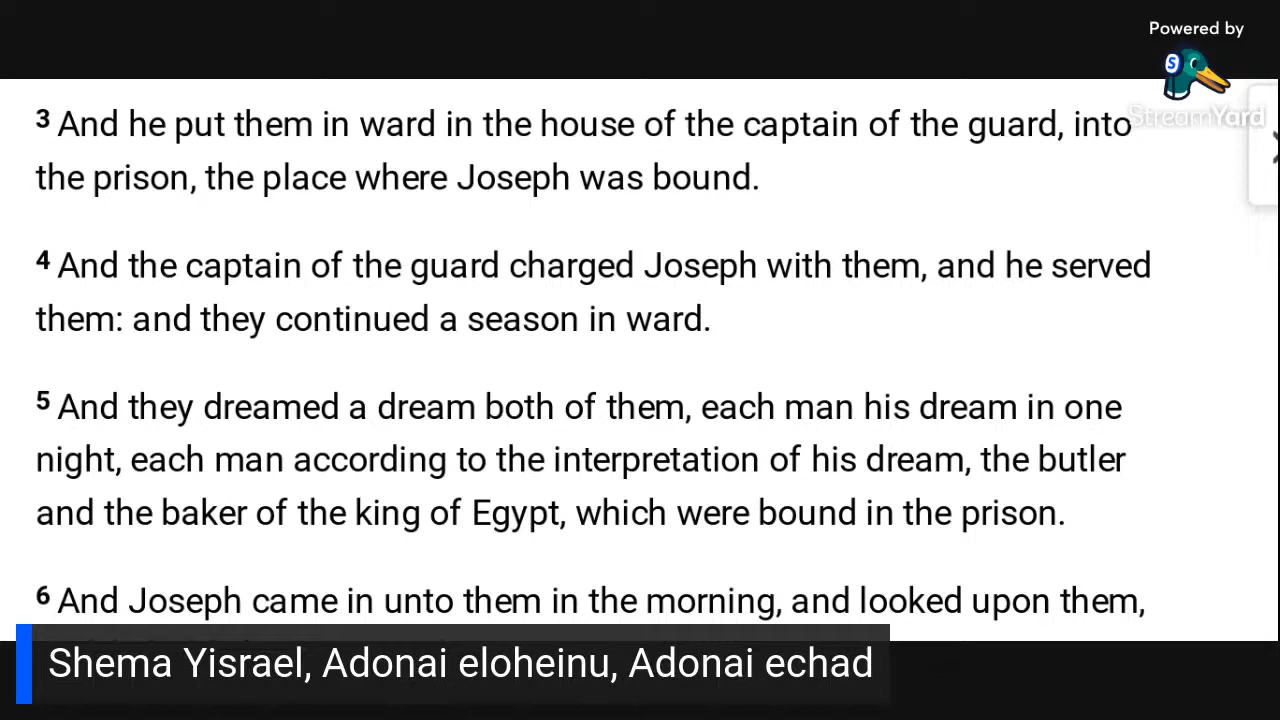 Powered by
StreamYard
3 And he put them in ward in the house of the captain of the guard, into
the prison, the place where Joseph was bound.
4 And the captain of the guard charged Joseph with them, and he served
them: and they continued a season in ward.
5 And they dreamed a dream both of them, each man his dream in one
night, each man according to the interpretation of his dream, the butler
and the baker of the king of Egypt, which were bound in the prison.
6 And Joseph came in unto them in the morning, and looked upon them,
Shema Yisrael, Adonai eloheinu, Adonai echad